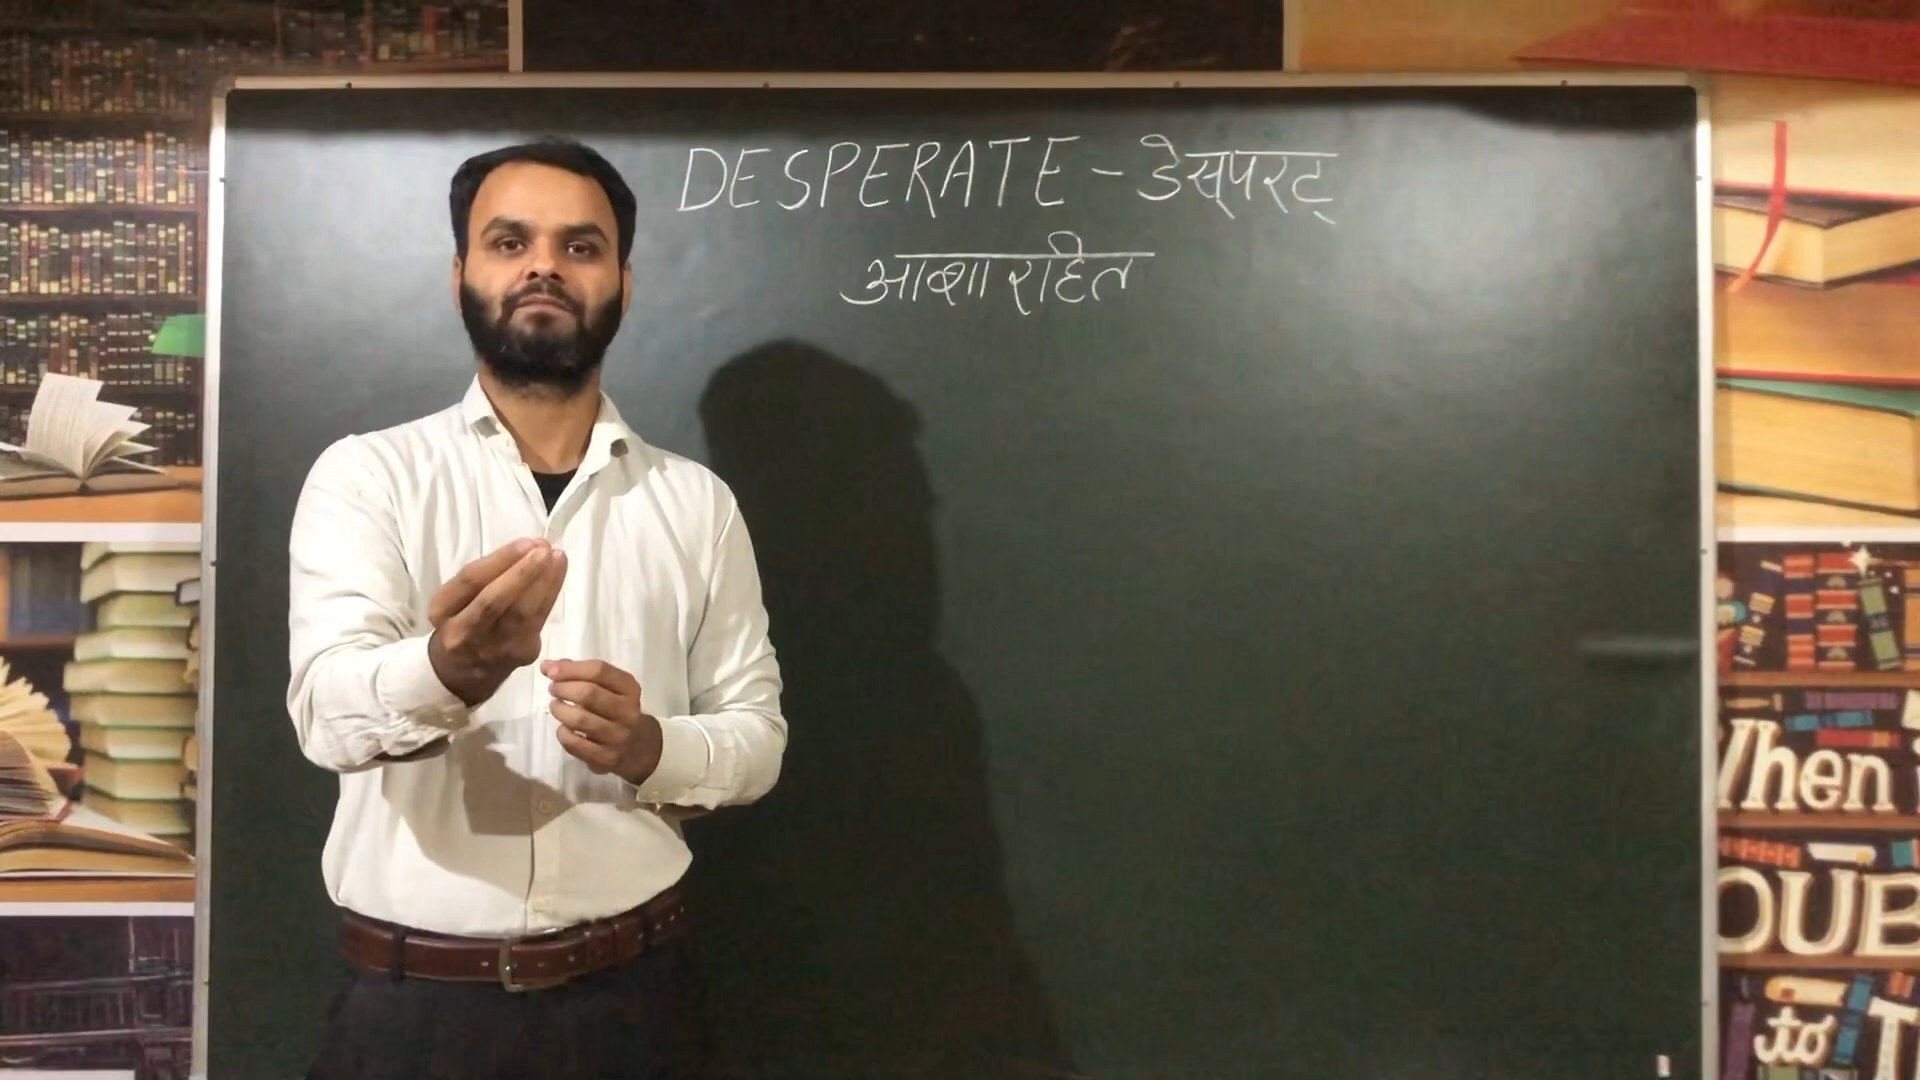 DESPERATE - डेस्परट्
आशा रहित
When i
OUB
to T